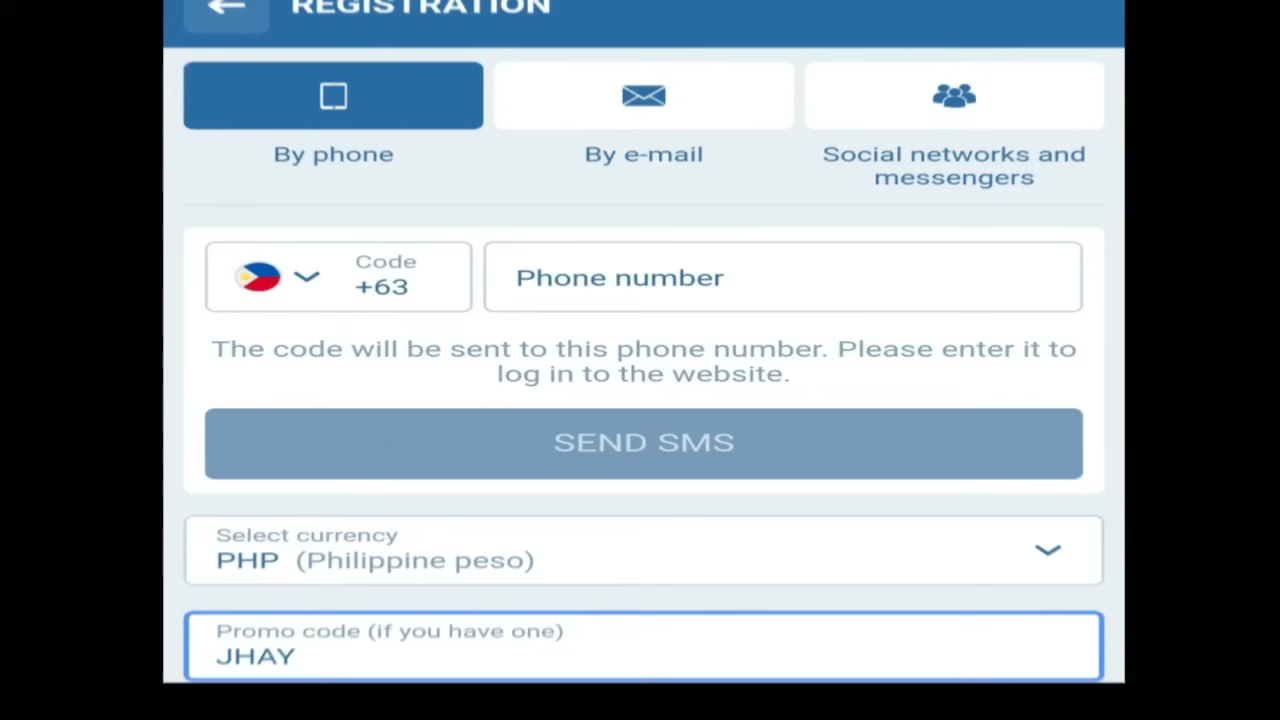 REGISTRATION
By phone
By e-mail
Social networks and
messengers
Code
+63
Phone number
The code will be sent to this phone number. Please enter it to
log in to the website.
SEND SMS
Select currency
PHP (Philippine peso)
Promo code (if you have one)
JHAY